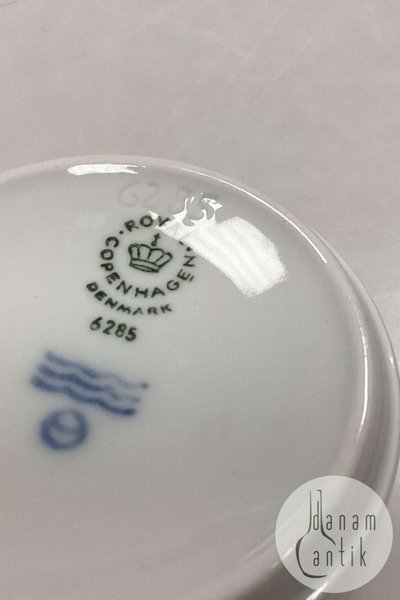 ROYAL COPENHAGEN
DENMARK
6285
danam
antik